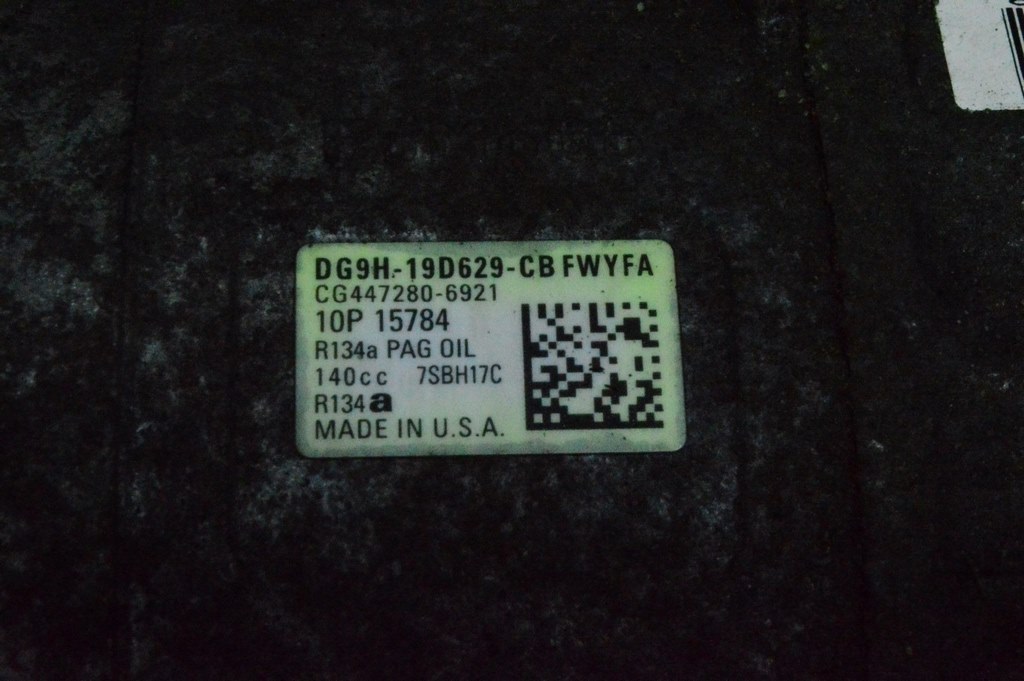 DG9H-19D629-CB FWYFA
CG447280-6921
10P 15784
R134a PAG OIL
140cc 7SBH17C
R134a
MADE IN U.S.A.